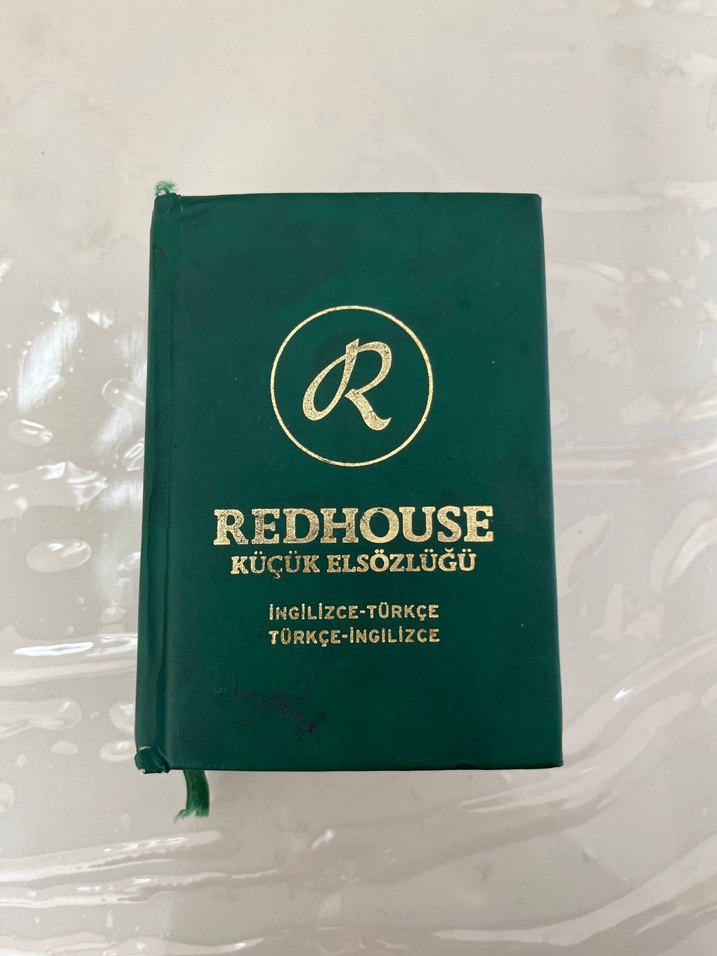 R
REDHOUSE
KÜÇÜK ELSÖZLÜĞÜ
İNGİLİZCE-TÜRKÇE
TÜRKÇE-İNGİLİZCE